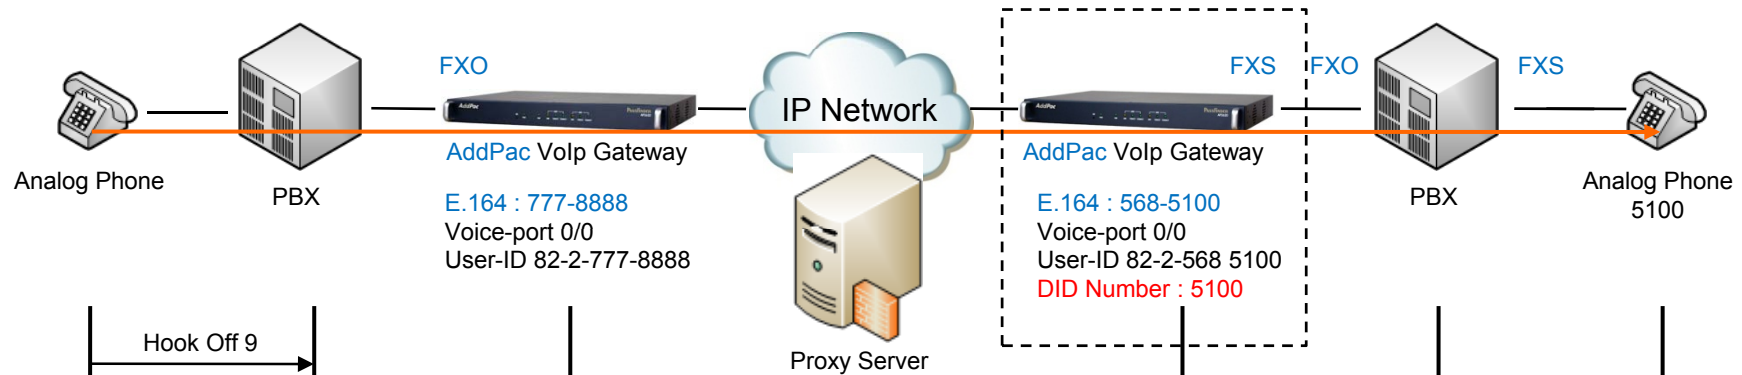 FXO
FXS
FXO
FXS
AddPac
AddPac
IP Network
AddPac VoIp Gateway
AddPac VoIp Gateway
Analog Phone
PBX
PBX
Analog Phone
5100
E.164 : 777-8888
Voice-port 0/0
User-ID 82-2-777-8888
E.164 : 568-5100
Voice-port 0/0
User-ID 82-2-568 5100
DID Number : 5100
Hook Off 9
Proxy Server